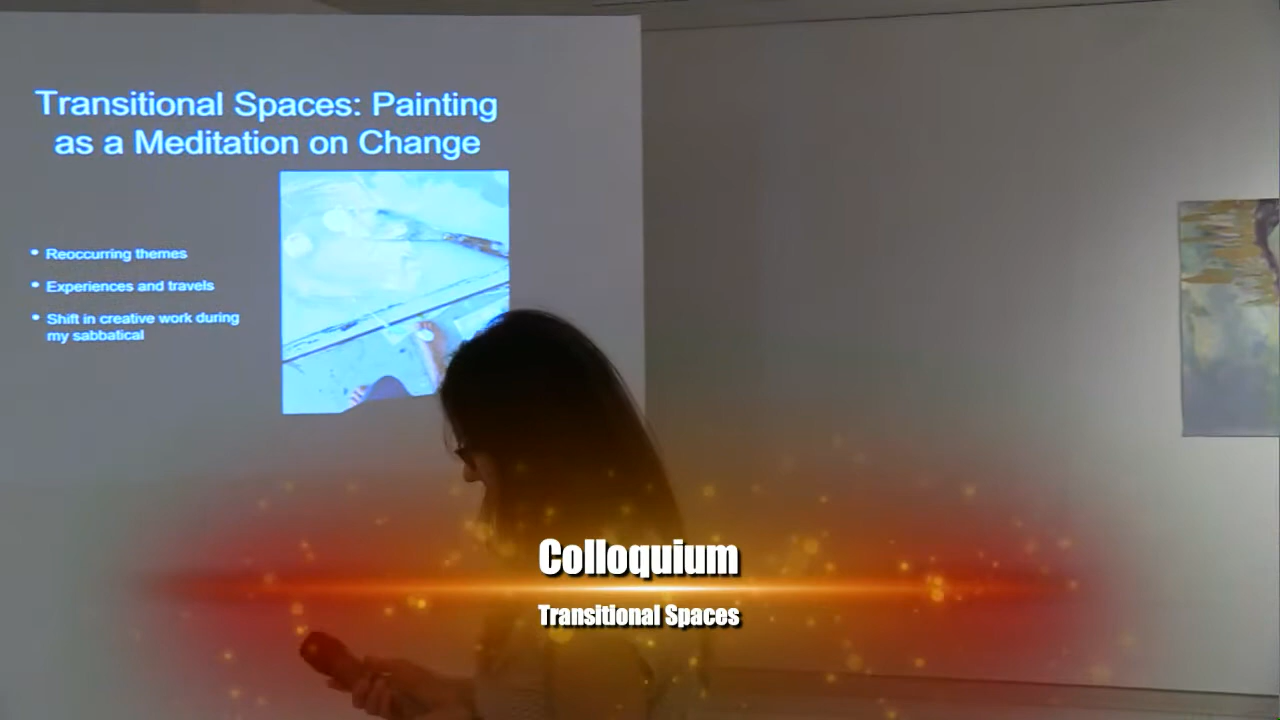 Transitional Spaces: Painting
as a Meditation on Change
• Reoccurring themes
• Experiences and travels
• Shift in creative work during
my sabbatical
Colloquium
Transitional Spaces